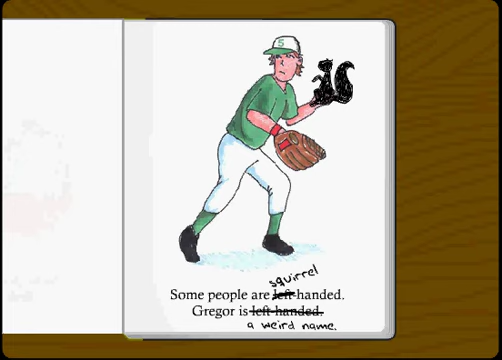 S
squirrel
Some people are left-handed.
Gregor is left-handed.
a weird name.